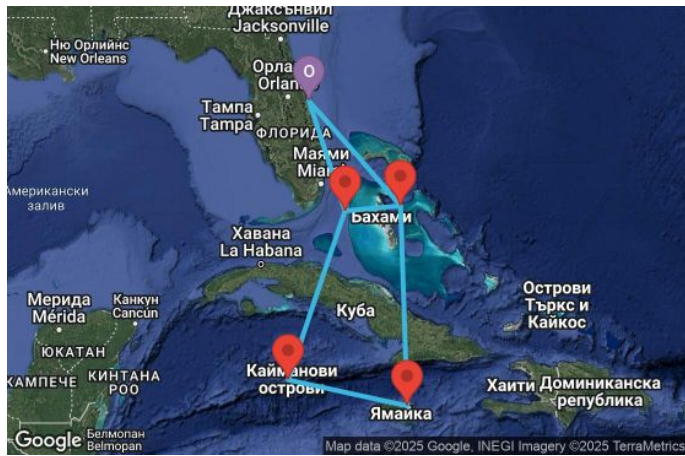 ДЖАКСЪНВИЛ
Jacksonville
Ню Орлийнс
New Orleans
Орла
Orlan
O
Тампа
Tampa
ФЛОРИДА
Маями
Miami
Американски
залив
Бахами
Хавана
La Habana
Мерида
Mérida
Канкун
Cancún
Куба
Острови
Търкс и
Кайкос
ЮКАТАН
КАМПЕЧЕ
КИНТАНА
РОО
Кайманови
острови
Ямайка
Хаити
Доминиканска
република
Google
Белмопан
Belmopan
Map data ©2025 Google, INEGI Imagery ©2025 TerraMetrics